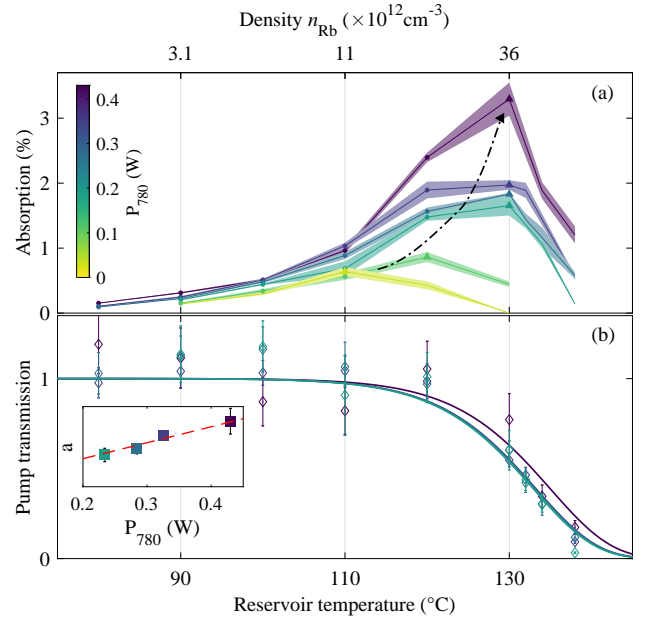 Density n_Rb (×10^12 cm^-3)
3.1 11 36
(a)
Absorption (%)
3
2
1
0
P_780 (W)
0.4
0.3
0.2
0.1
0
(b)
Pump transmission
1
0
a
0.2 0.3 0.4
P_780 (W)
90 110 130
Reservoir temperature (°C)